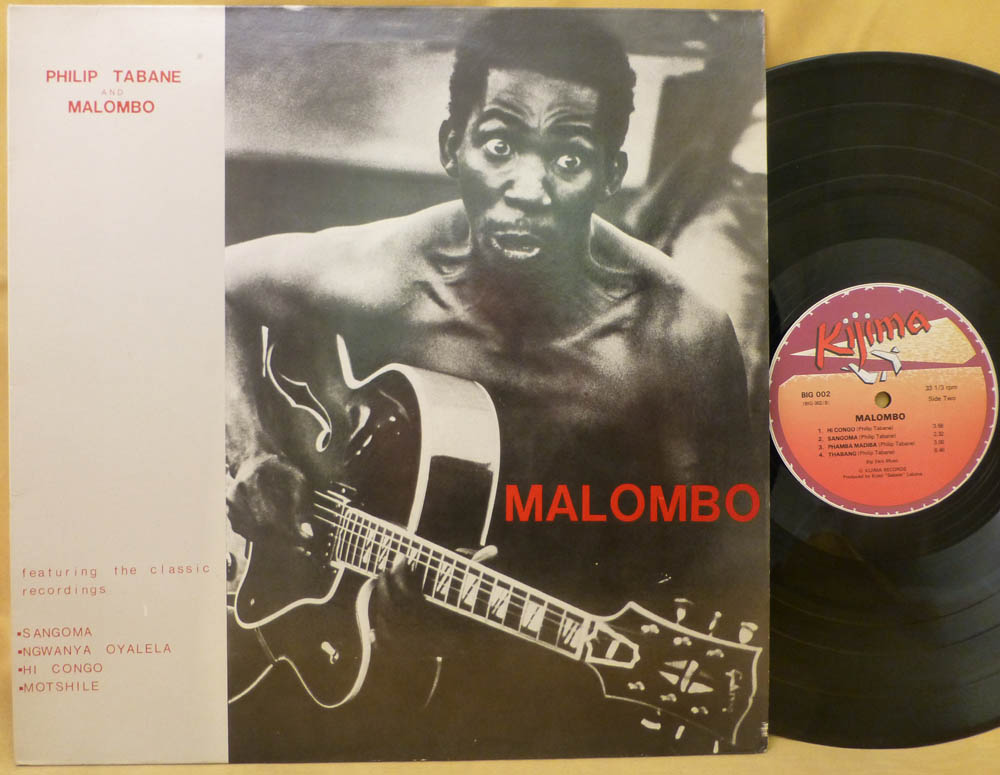 PHILIP TABANE
AND
MALOMBO
MALOMBO
featuring the classic
recordings
▪SANGOMA
▪NGWANYA OYALELA
▪HI CONGO
▪MOTSHILE
Kijima
BIG 002
33 1/3 rpm
Side Two
MALOMBO
1. HI CONGO (Philip Tabane)
2. SANGOMA (Philip Tabane)
3. PHAMBA MADIBA (Philip Tabane)
4. THABANG (Philip Tabane)
© KIJIMA RECORDS